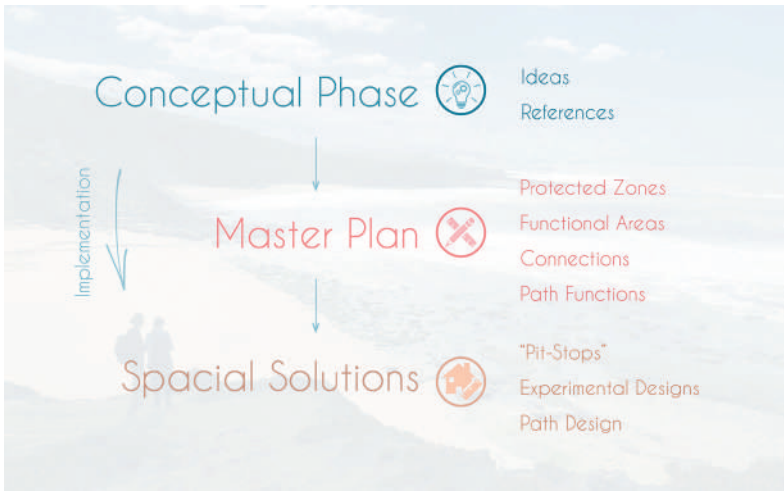 Conceptual Phase
Ideas
References
Implementation
Master Plan
Protected Zones
Functional Areas
Connections
Path Functions
Spacial Solutions
"Pit-Stops"
Experimental Designs
Path Design